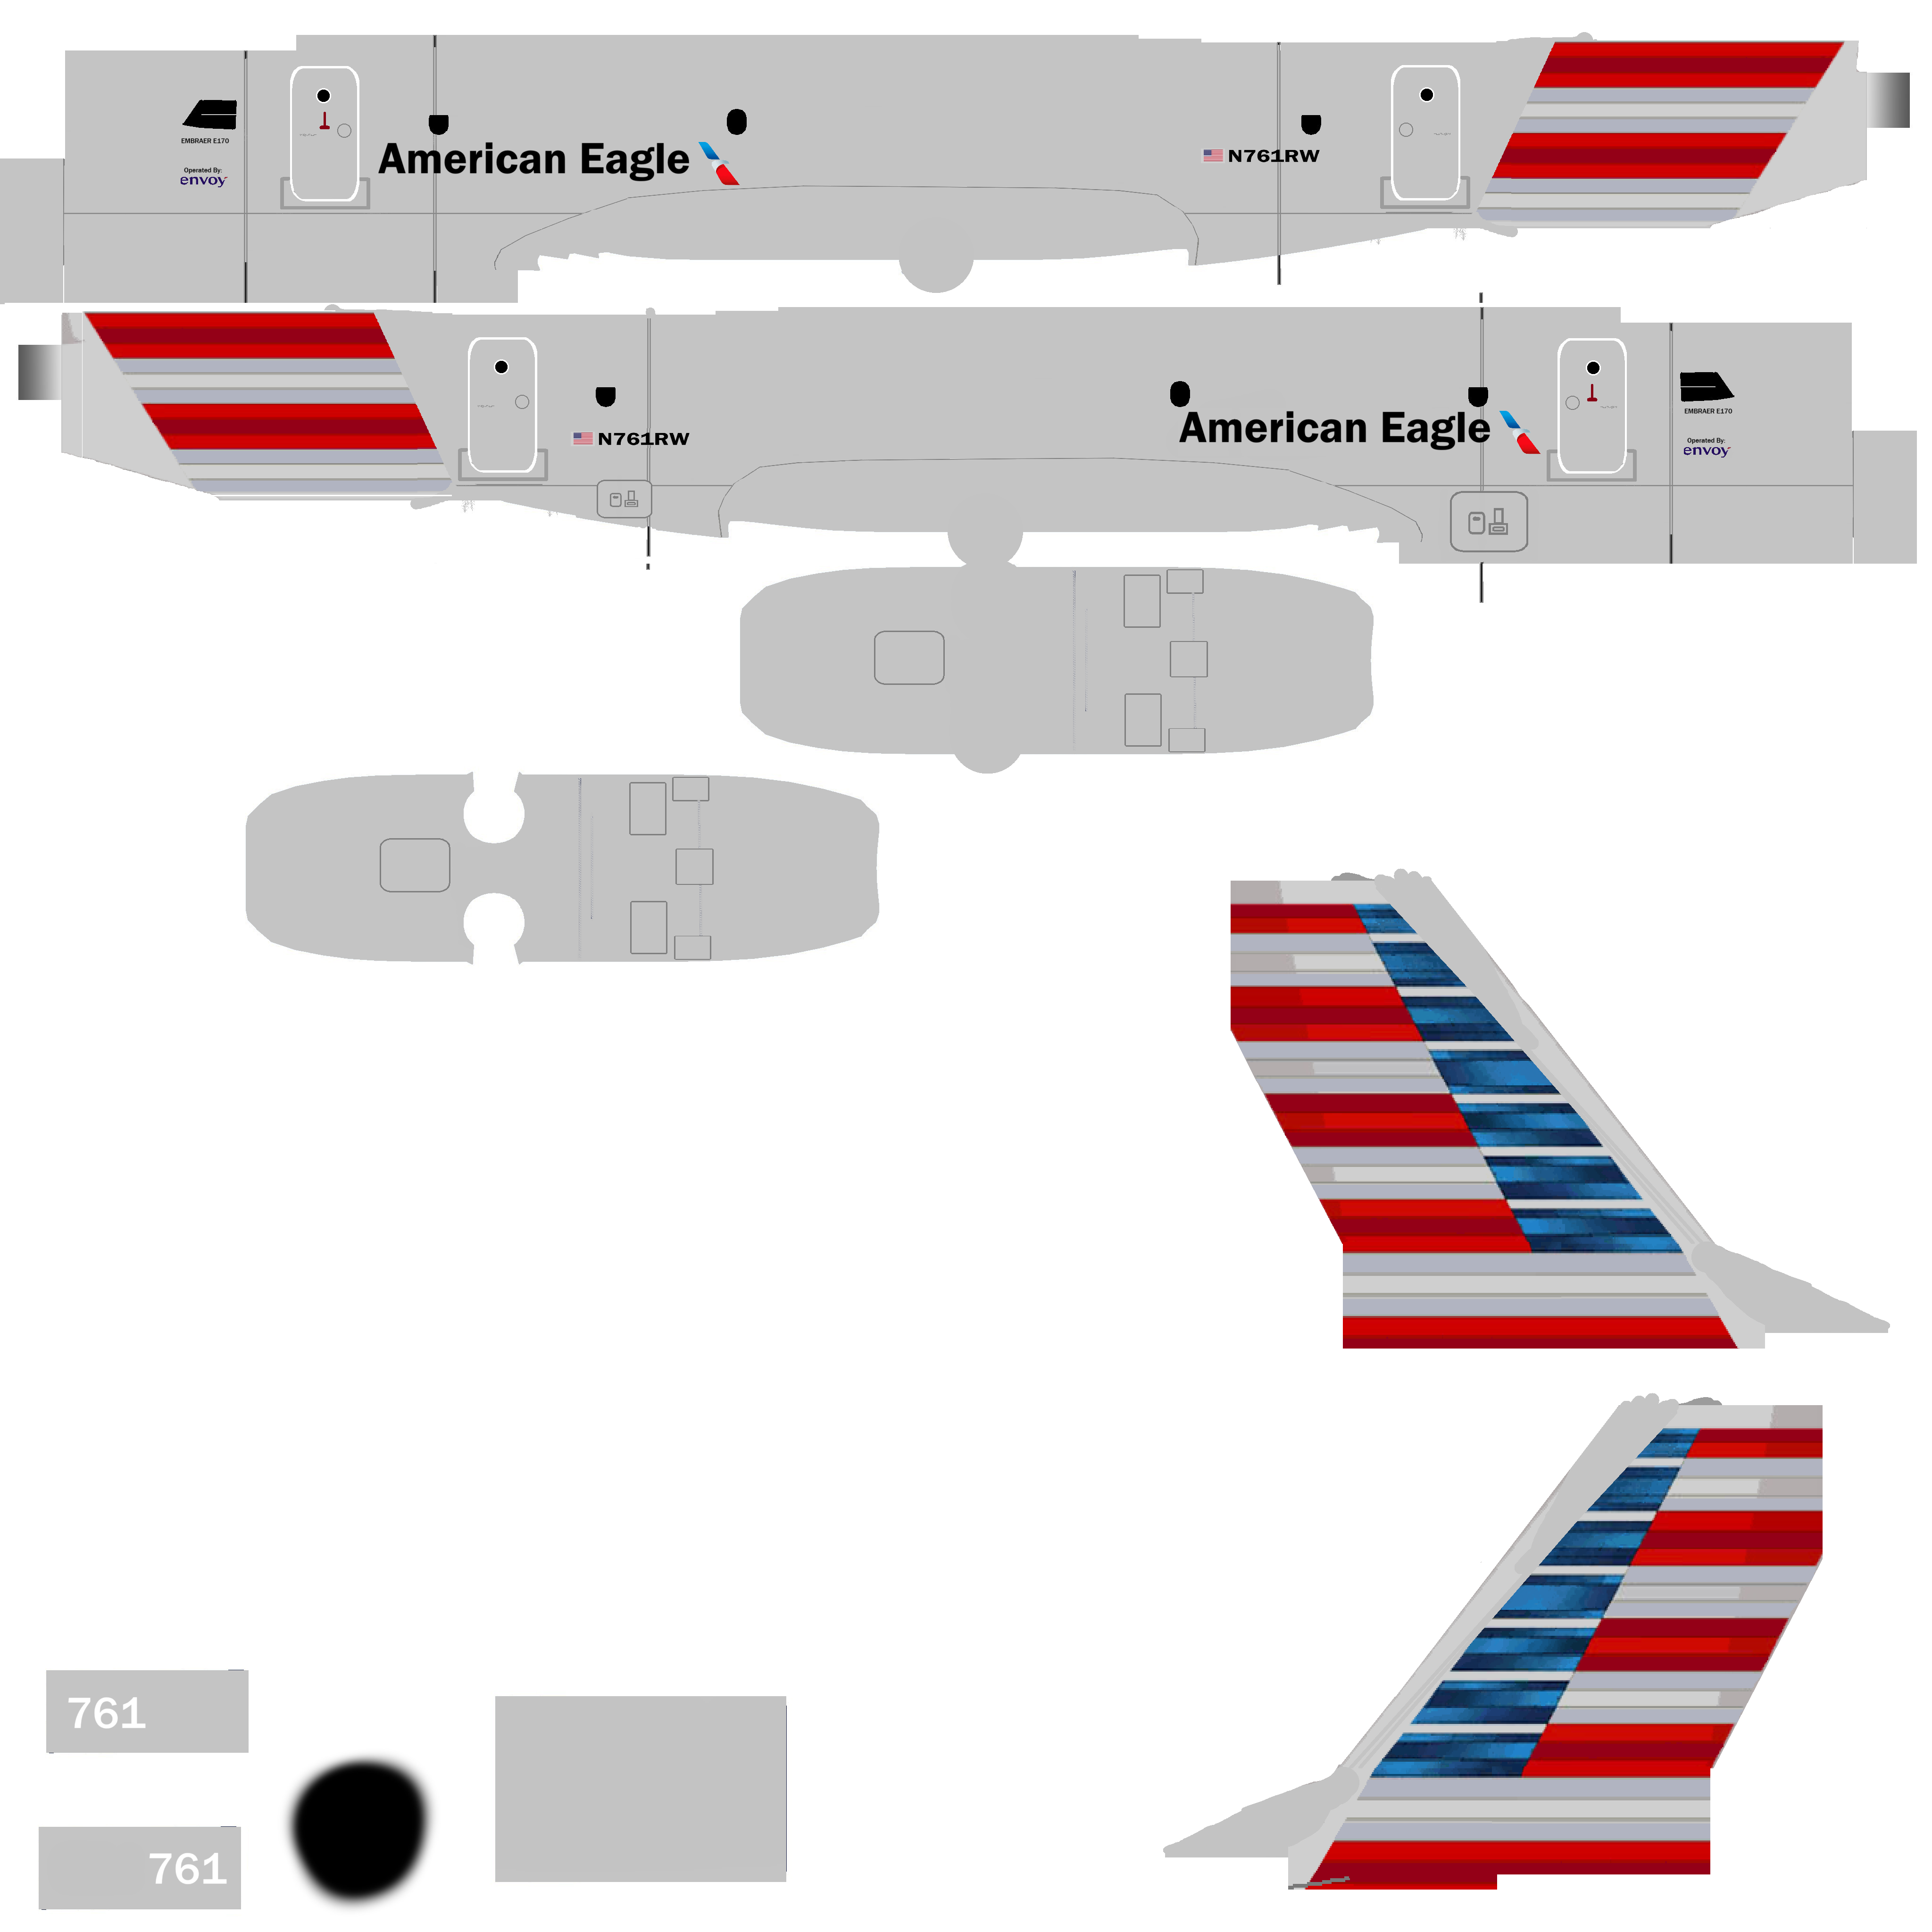 EMBRAER E170
Operated By:
envoy
American Eagle
N761RW
N761RW
American Eagle
EMBRAER E170
Operated By:
envoy
761
761